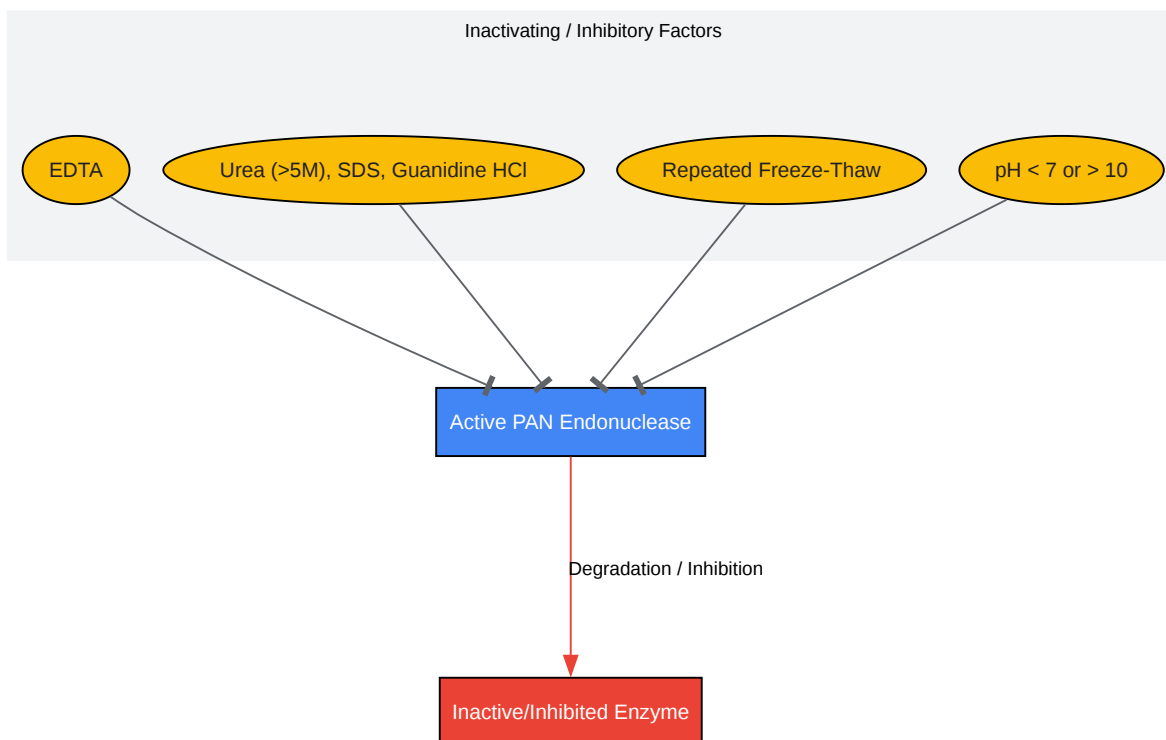 Inactivating / Inhibitory Factors
EDTA
Urea (>5M), SDS, Guanidine HCl
Repeated Freeze-Thaw
pH < 7 or > 10
Active PAN Endonuclease
Degradation / Inhibition
Inactive/Inhibited Enzyme